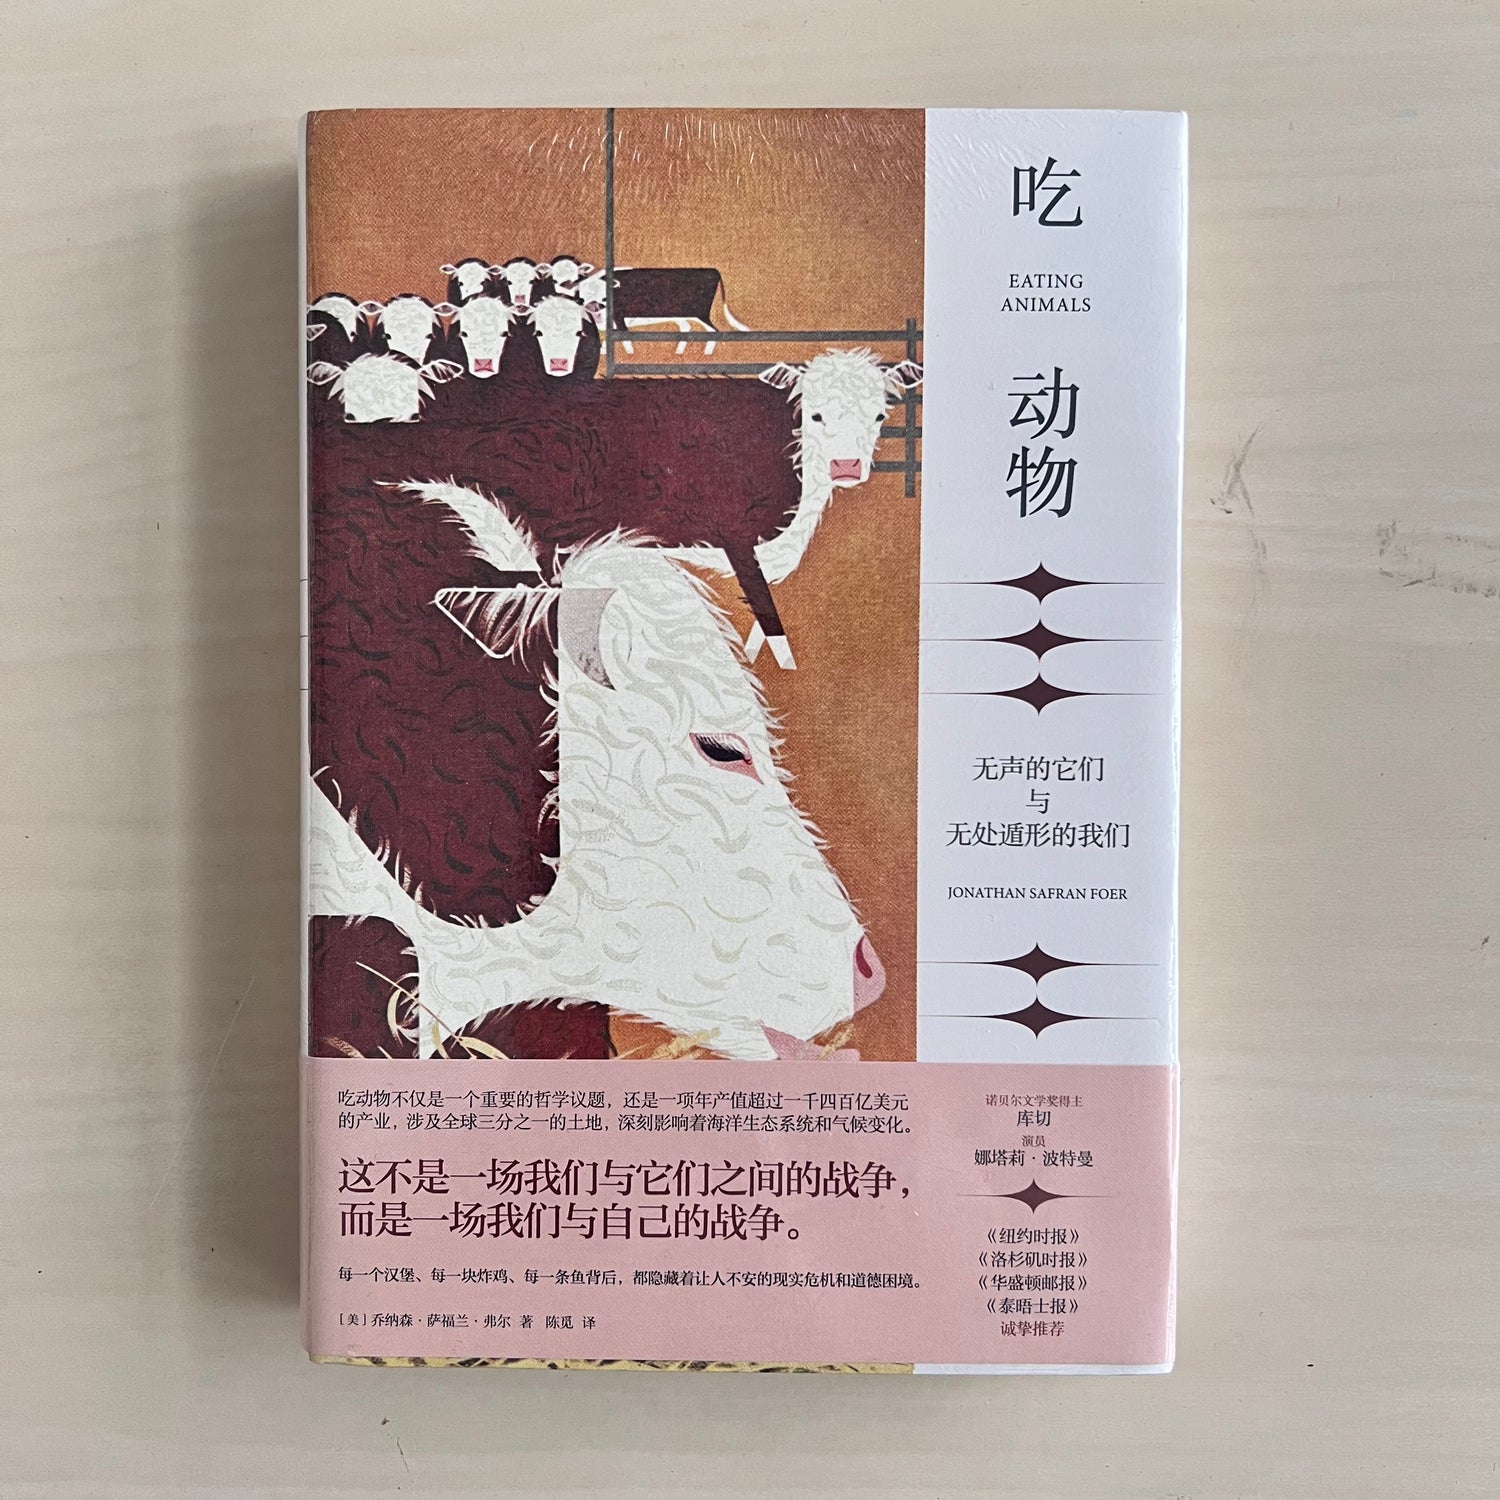 吃
EATING
ANIMALS
动
物
无声的它们
与
无处遁形的我们
JONATHAN SAFRAN FOER
吃动物不仅是一个重要的哲学议题，还是一项年产值超过一千四百亿美元
的产业，涉及全球三分之一的土地，深刻影响着海洋生态系统和气候变化。
这不是一场我们与它们之间的战争，
而是一场我们与自己的战争。
每一个汉堡、每一块炸鸡、每一条鱼背后，都隐藏着让人不安的现实危机和道德困境。
［美］乔纳森·萨福兰·弗尔 著 陈觅 译
诺贝尔文学奖得主
库切
演员
娜塔莉·波特曼
《纽约时报》
《洛杉矶时报》
《华盛顿邮报》
《泰晤士报》
诚挚推荐